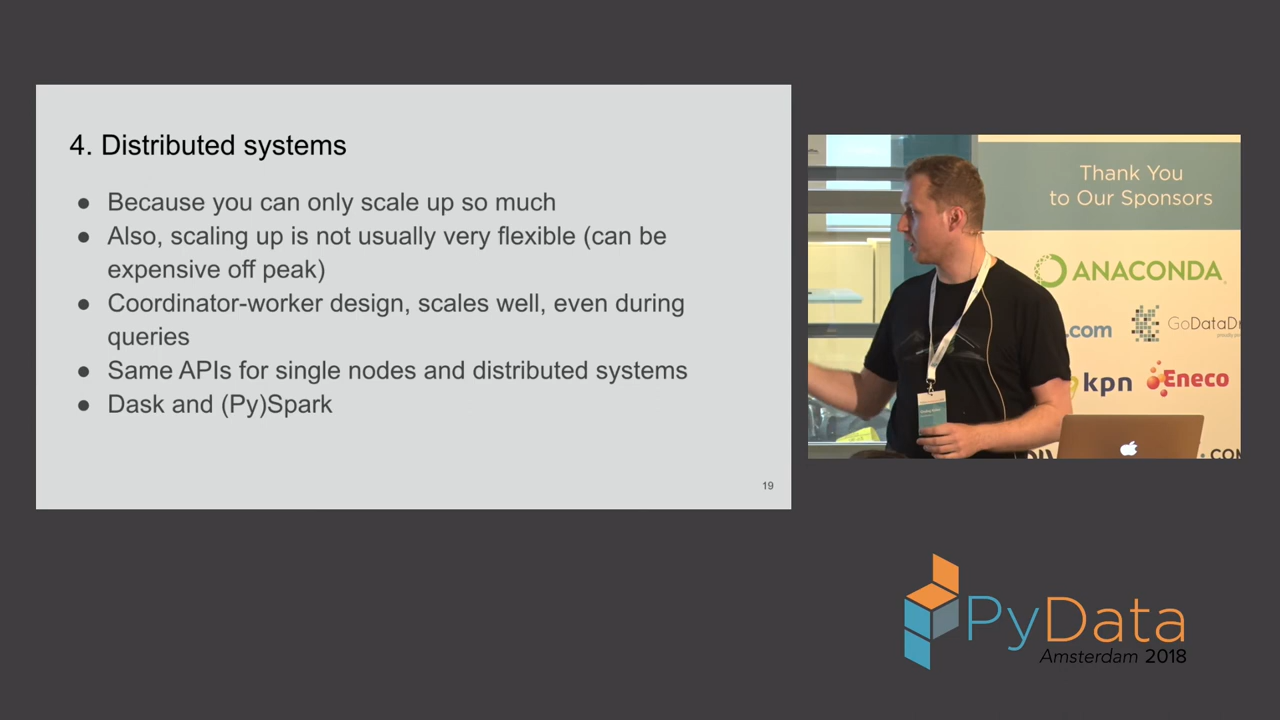 4. Distributed systems
● Because you can only scale up so much
● Also, scaling up is not usually very flexible (can be
expensive off peak)
● Coordinator-worker design, scales well, even during
queries
● Same APIs for single nodes and distributed systems
● Dask and (Py)Spark
19
Thank You
to Our Sponsors
ANACONDA
.com
GoDataDr
kpn
Eneco
.COM
PyData
Amsterdam 2018